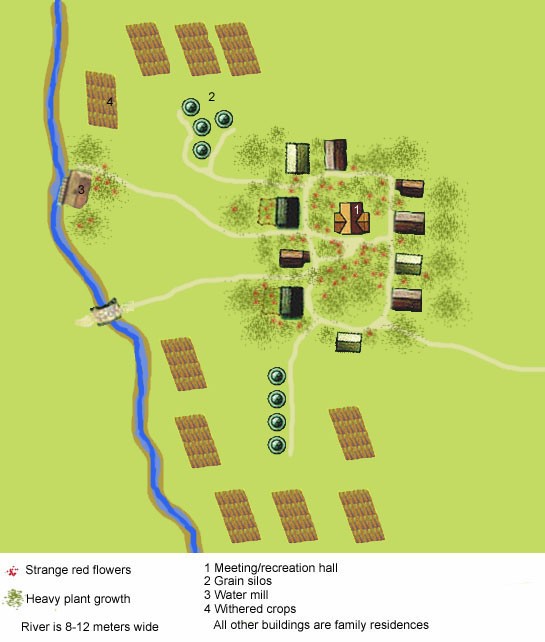 2
4
3
1
Strange red flowers
Heavy plant growth
River is 8-12 meters wide
1 Meeting/recreation hall
2 Grain silos
3 Water mill
4 Withered crops
All other buildings are family residences